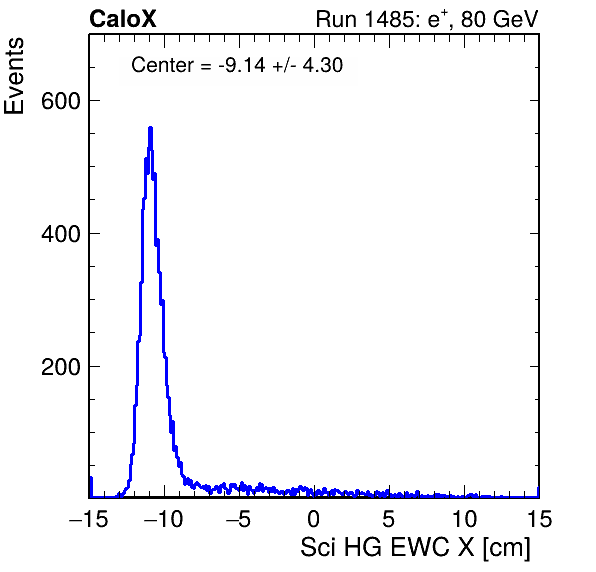 CaloX Run 1485: e⁺, 80 GeV
Center = -9.14 +/- 4.30
Events
600
400
200
−15 −10 −5 0 5 10 15
Sci HG EWC X [cm]